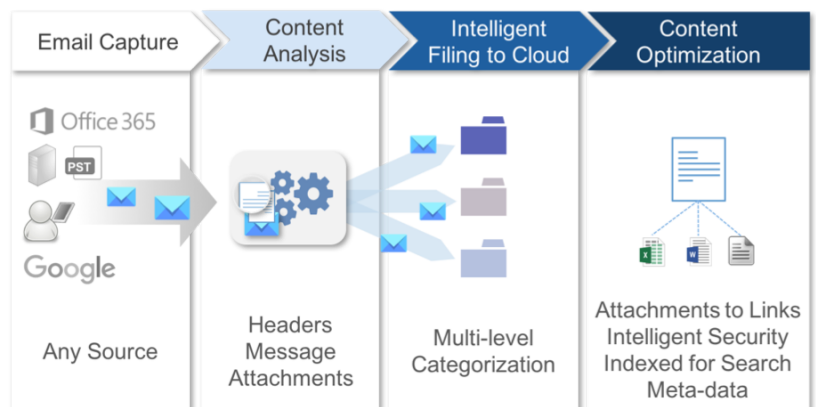 Email Capture
Content
Analysis
Intelligent
Filing to Cloud
Content
Optimization
Office 365
PST
Google
Any Source
Headers
Message
Attachments
Multi-level
Categorization
X
W
Attachments to Links
Intelligent Security
Indexed for Search
Meta-data